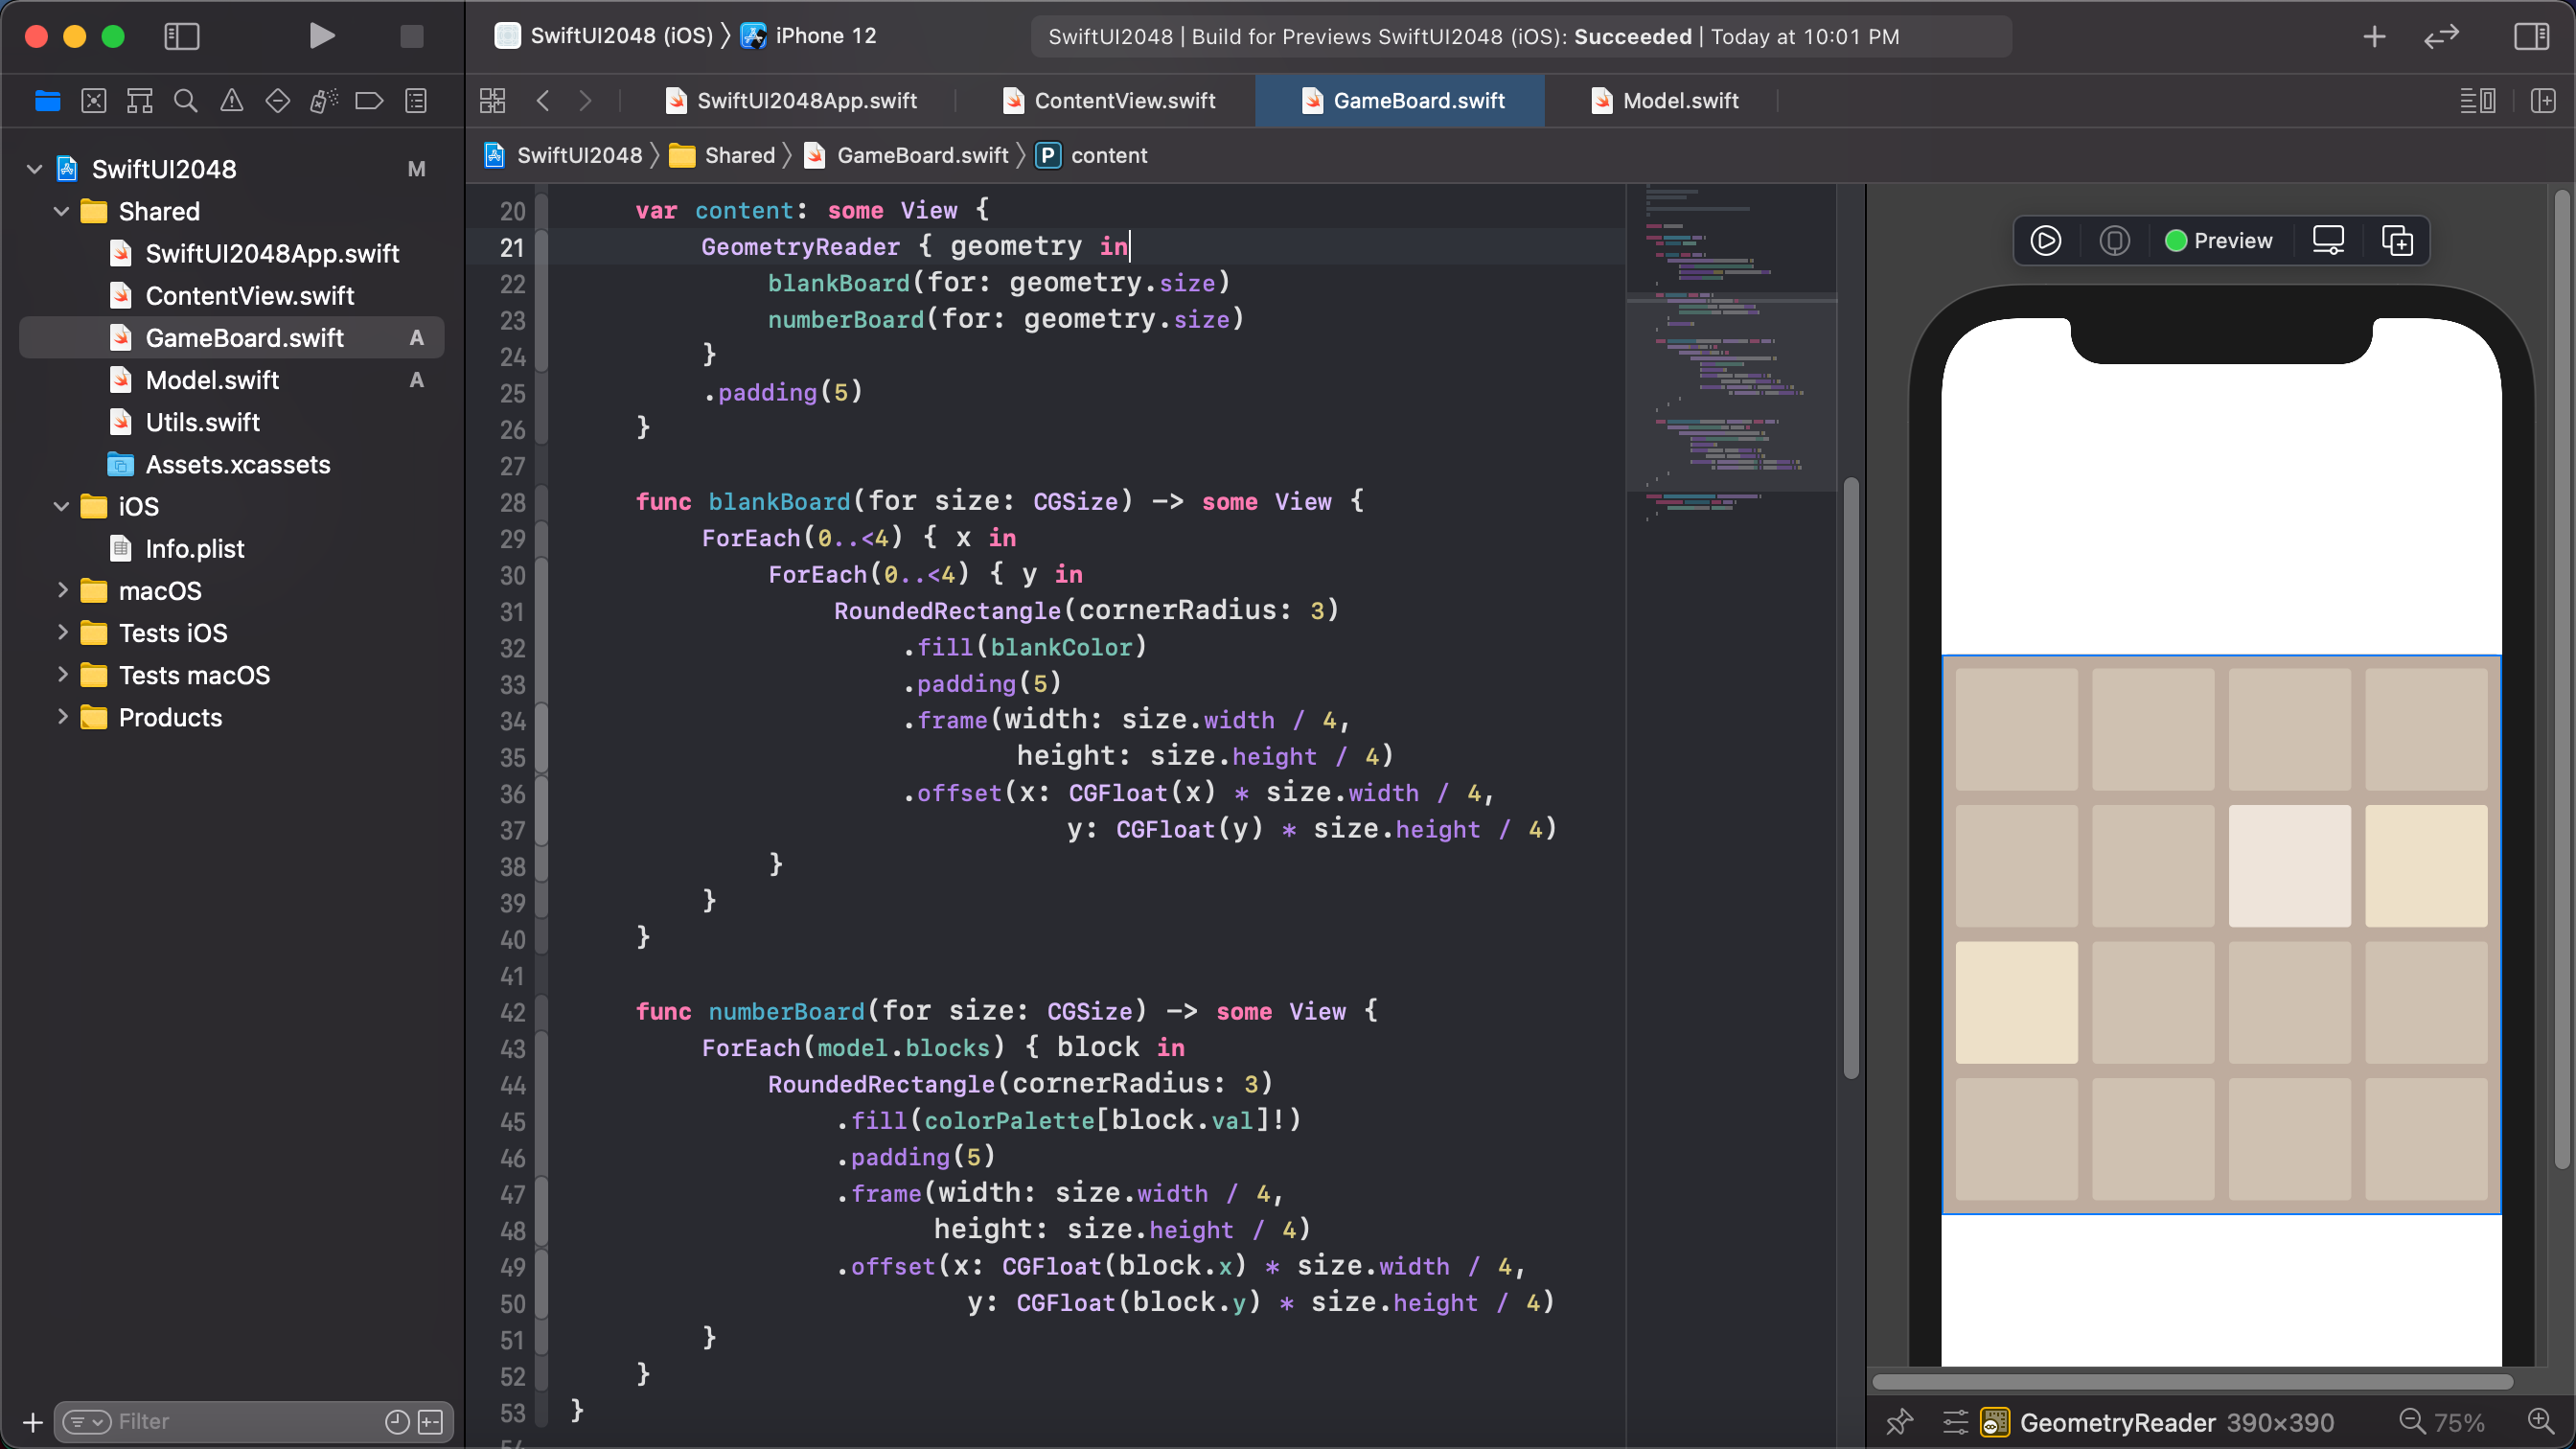 SwiftUI2048 (iOS) 〉 iPhone 12
SwiftUI2048 | Build for Previews SwiftUI2048 (iOS): Succeeded | Today at 10:01 PM
SwiftUI2048App.swift
ContentView.swift
GameBoard.swift
Model.swift
SwiftUI2048 〉 Shared 〉 GameBoard.swift 〉 P content
SwiftUI2048 M
Shared
SwiftUI2048App.swift
ContentView.swift
GameBoard.swift A
Model.swift A
Utils.swift
Assets.xcassets
iOS
Info.plist
macOS
Tests iOS
Tests macOS
Products
Filter
20 var content: some View {
21 GeometryReader { geometry in
22 blankBoard(for: geometry.size)
23 numberBoard(for: geometry.size)
24 }
25 .padding(5)
26 }
27
28 func blankBoard(for size: CGSize) -> some View {
29 ForEach(0..<4) { x in
30 ForEach(0..<4) { y in
31 RoundedRectangle(cornerRadius: 3)
32 .fill(blankColor)
33 .padding(5)
34 .frame(width: size.width / 4,
35 height: size.height / 4)
36 .offset(x: CGFloat(x) * size.width / 4,
37 y: CGFloat(y) * size.height / 4)
38 }
39 }
40 }
41
42 func numberBoard(for size: CGSize) -> some View {
43 ForEach(model.blocks) { block in
44 RoundedRectangle(cornerRadius: 3)
45 .fill(colorPalette[block.val]!)
46 .padding(5)
47 .frame(width: size.width / 4,
48 height: size.height / 4)
49 .offset(x: CGFloat(block.x) * size.width / 4,
50 y: CGFloat(block.y) * size.height / 4)
51 }
52 }
53 }
Preview
GeometryReader 390×390
75%